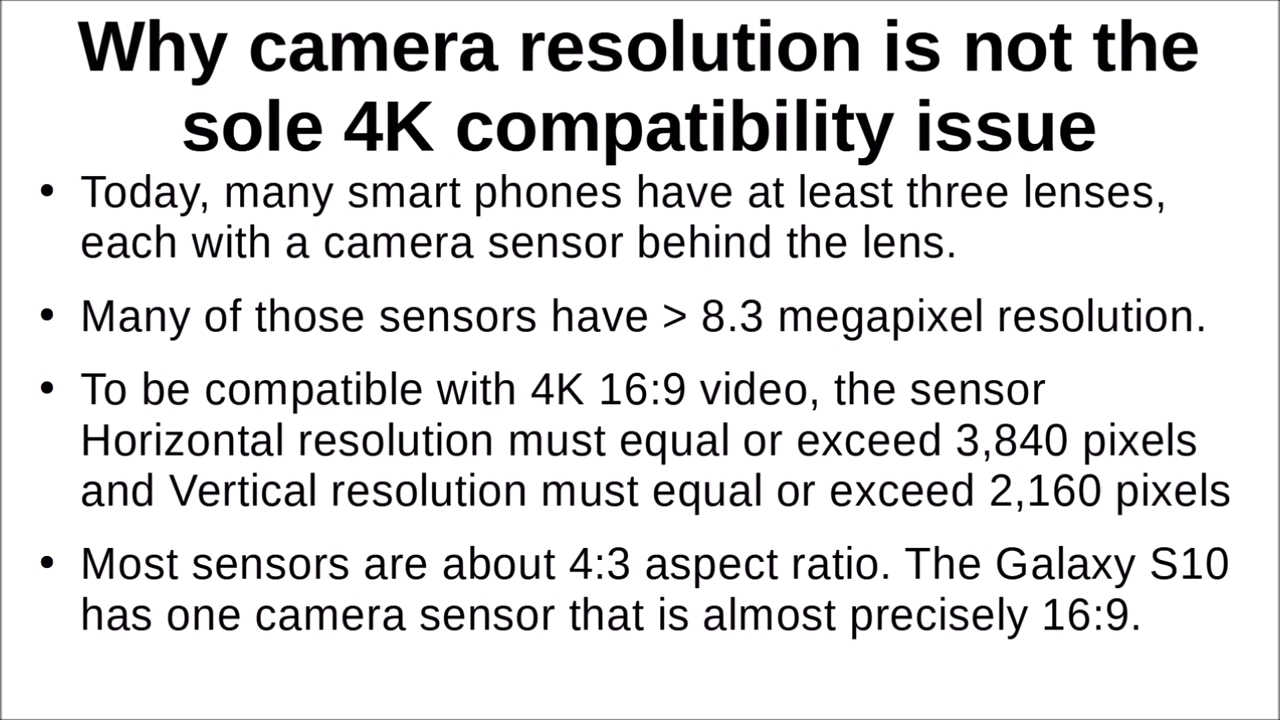 Why camera resolution is not the
sole 4K compatibility issue
• Today, many smart phones have at least three lenses,
each with a camera sensor behind the lens.
• Many of those sensors have > 8.3 megapixel resolution.
• To be compatible with 4K 16:9 video, the sensor
Horizontal resolution must equal or exceed 3,840 pixels
and Vertical resolution must equal or exceed 2,160 pixels
• Most sensors are about 4:3 aspect ratio. The Galaxy S10
has one camera sensor that is almost precisely 16:9.